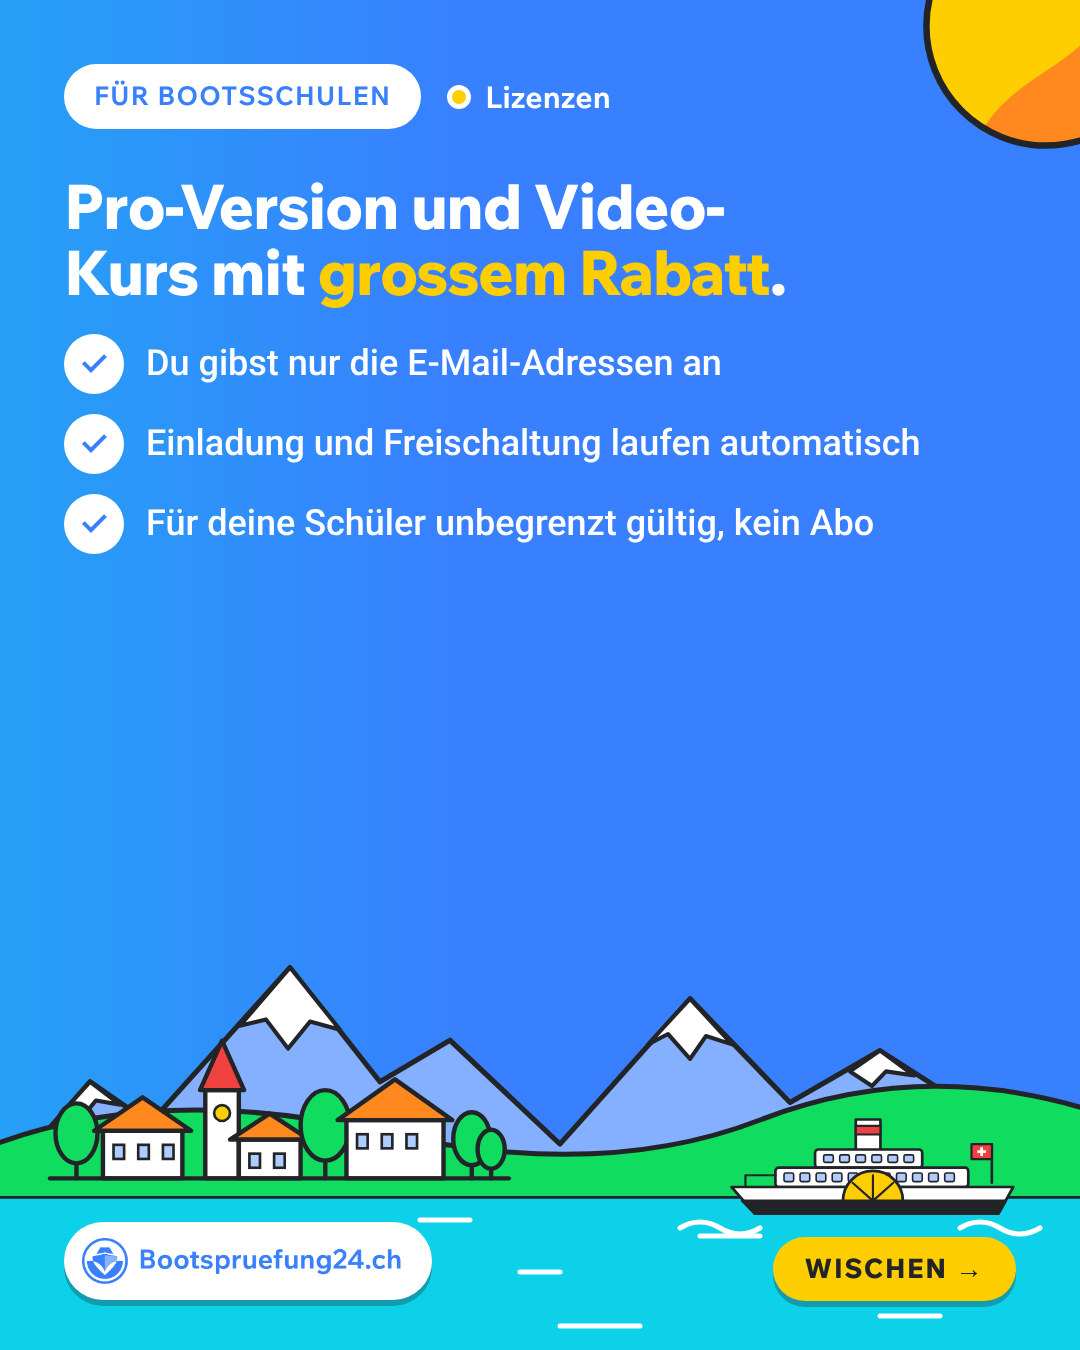 FÜR BOOTSSCHULEN
Lizenzen
Pro-Version und Video-
Kurs mit grossem Rabatt.
Du gibst nur die E-Mail-Adressen an
Einladung und Freischaltung laufen automatisch
Für deine Schüler unbegrenzt gültig, kein Abo
Bootspruefung24.ch
WISCHEN →